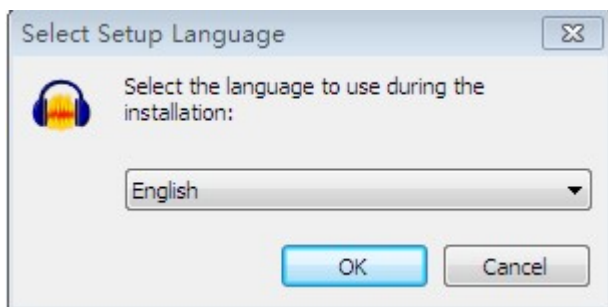 Select Setup Language
Select the language to use during the
installation:
English
OK
Cancel